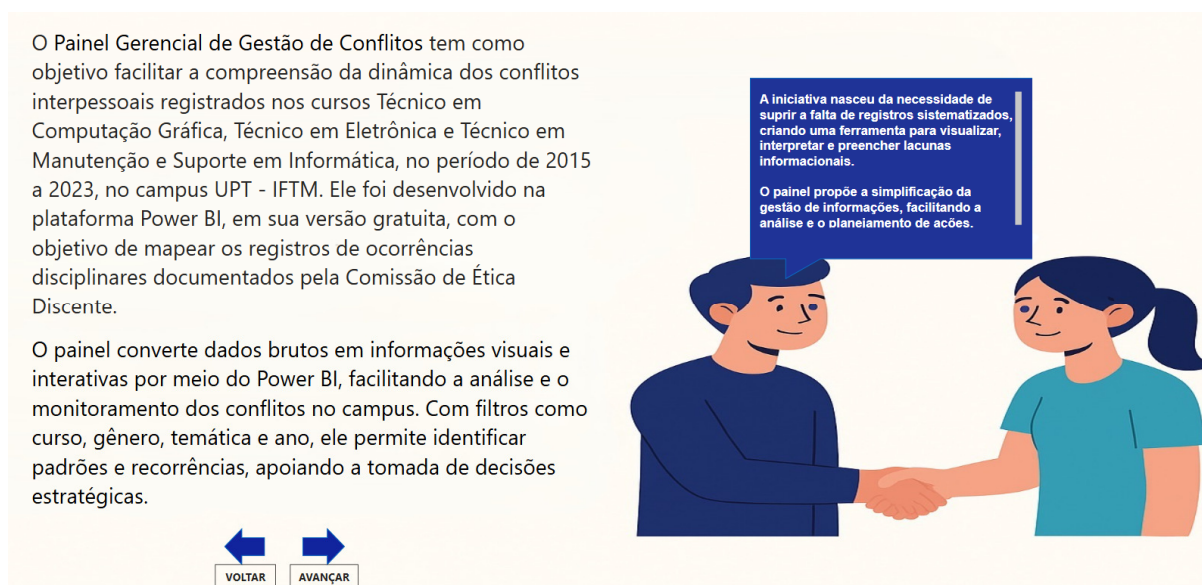 O Painel Gerencial de Gestão de Conflitos tem como
objetivo facilitar a compreensão da dinâmica dos conflitos
interpessoais registrados nos cursos Técnico em
Computação Gráfica, Técnico em Eletrônica e Técnico em
Manutenção e Suporte em Informática, no período de 2015
a 2023, no campus UPT - IFTM. Ele foi desenvolvido na
plataforma Power BI, em sua versão gratuita, com o
objetivo de mapear os registros de ocorrências
disciplinares documentados pela Comissão de Ética
Discente.
O painel converte dados brutos em informações visuais e
interativas por meio do Power BI, facilitando a análise e o
monitoramento dos conflitos no campus. Com filtros como
curso, gênero, temática e ano, ele permite identificar
padrões e recorrências, apoiando a tomada de decisões
estratégicas.
A iniciativa nasceu da necessidade de
suprir a falta de registros sistematizados,
criando uma ferramenta para visualizar,
interpretar e preencher lacunas
informacionais.
O painel propõe a simplificação da
gestão de informações, facilitando a
análise e o planejamento de ações.
VOLTAR
AVANÇAR